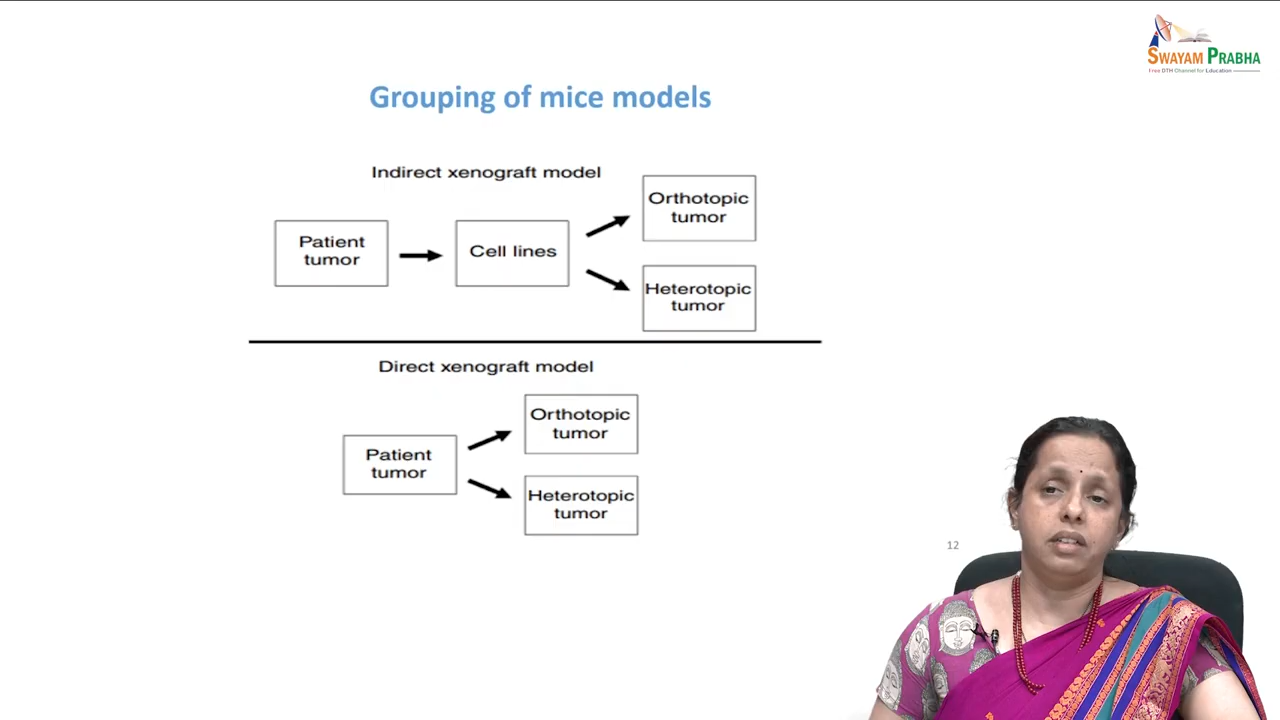 SWAYAM PRABHA
Free DTH Channel for Education
Grouping of mice models
Indirect xenograft model
Patient
tumor
Cell lines
Orthotopic
tumor
Heterotopic
tumor
Direct xenograft model
Patient
tumor
Orthotopic
tumor
Heterotopic
tumor
12